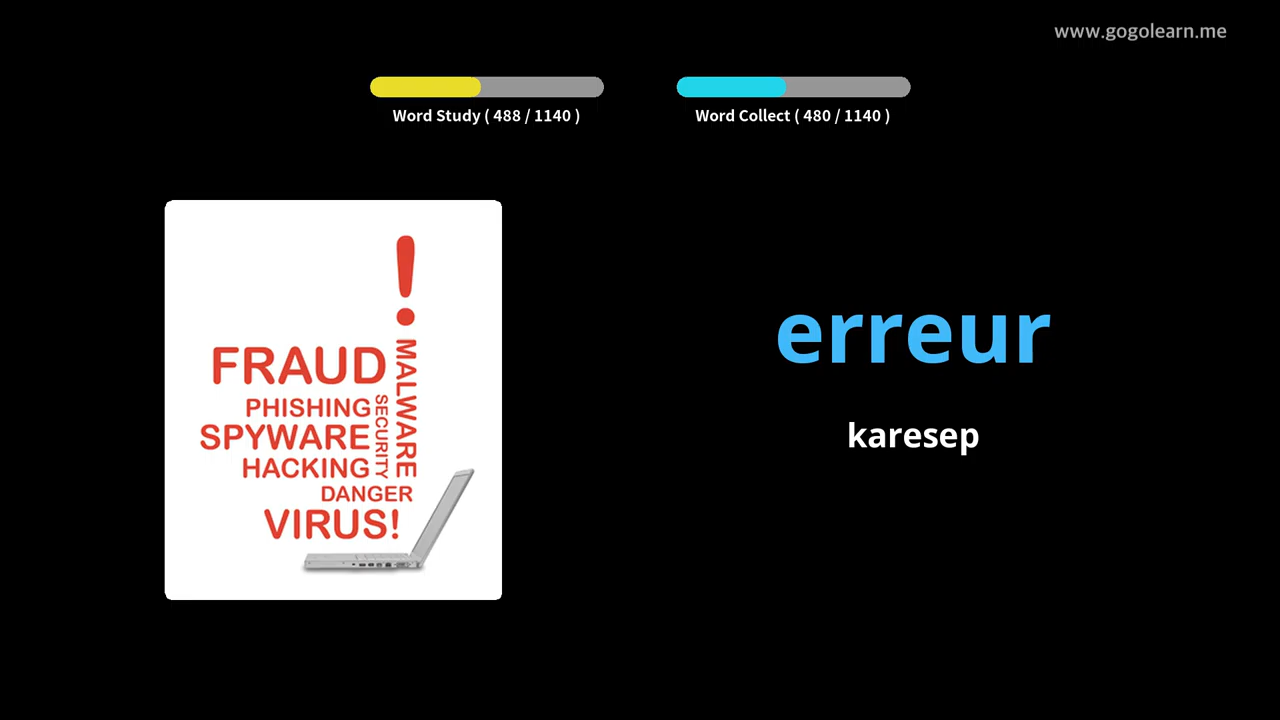 www.gogolearn.me
Word Study ( 488 / 1140 )
Word Collect ( 480 / 1140 )
!
FRAUD
MALWARE
PHISHING
SECURITY
SPYWARE
HACKING
DANGER
VIRUS!
erreur
karesep